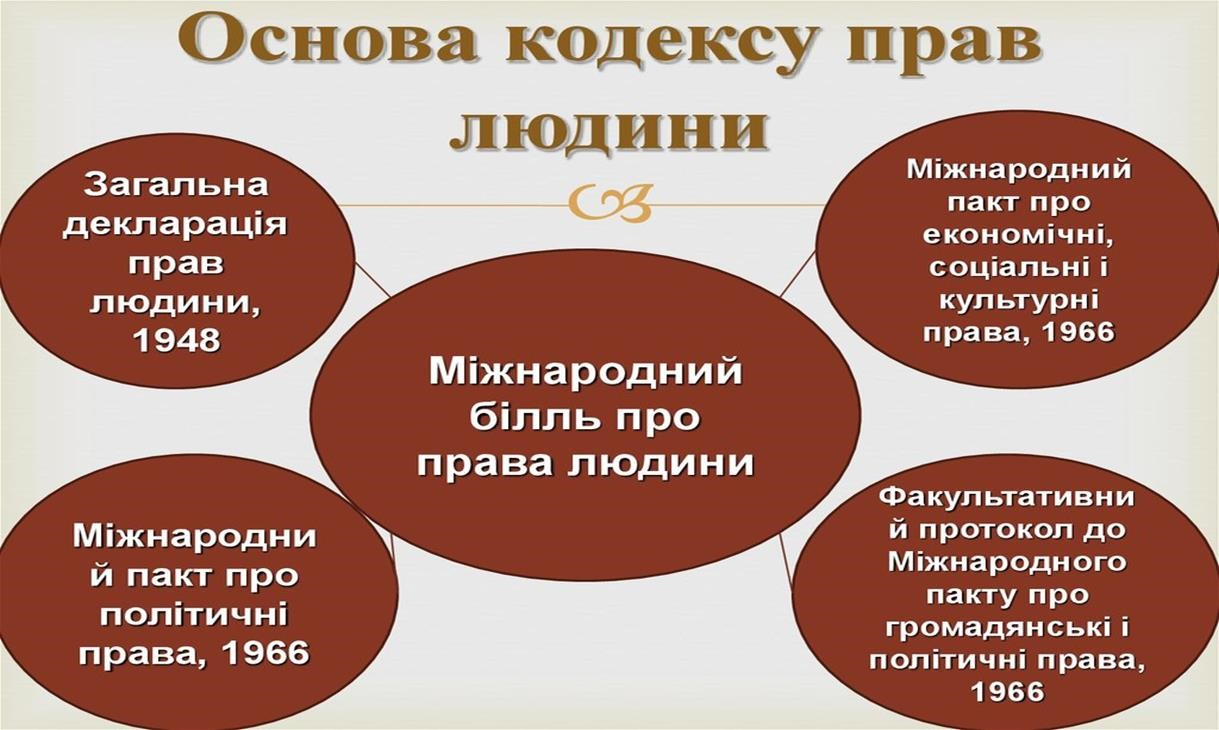 Основа кодексу прав
людини
Загальна
декларація
прав
людини,
1948
Міжнародний
пакт про
економічні,
соціальні і
культурні
права, 1966
Міжнародний
білль про
права людини
Міжнародни
й пакт про
політичні
права, 1966
Факультативни
й протокол до
Міжнародного
пакту про
громадянські і
політичні права,
1966